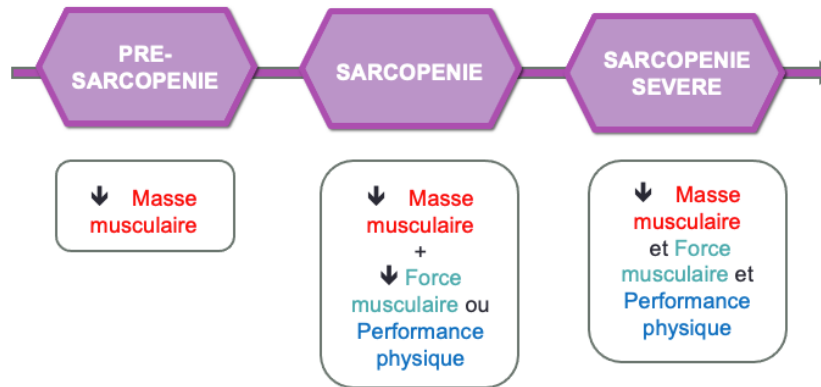 PRE-
SARCOPENIE
SARCOPENIE
SARCOPENIE
SEVERE
↓ Masse
musculaire
↓ Masse
musculaire
+
↓ Force
musculaire ou
Performance
physique
↓ Masse
musculaire
et Force
musculaire et
Performance
physique